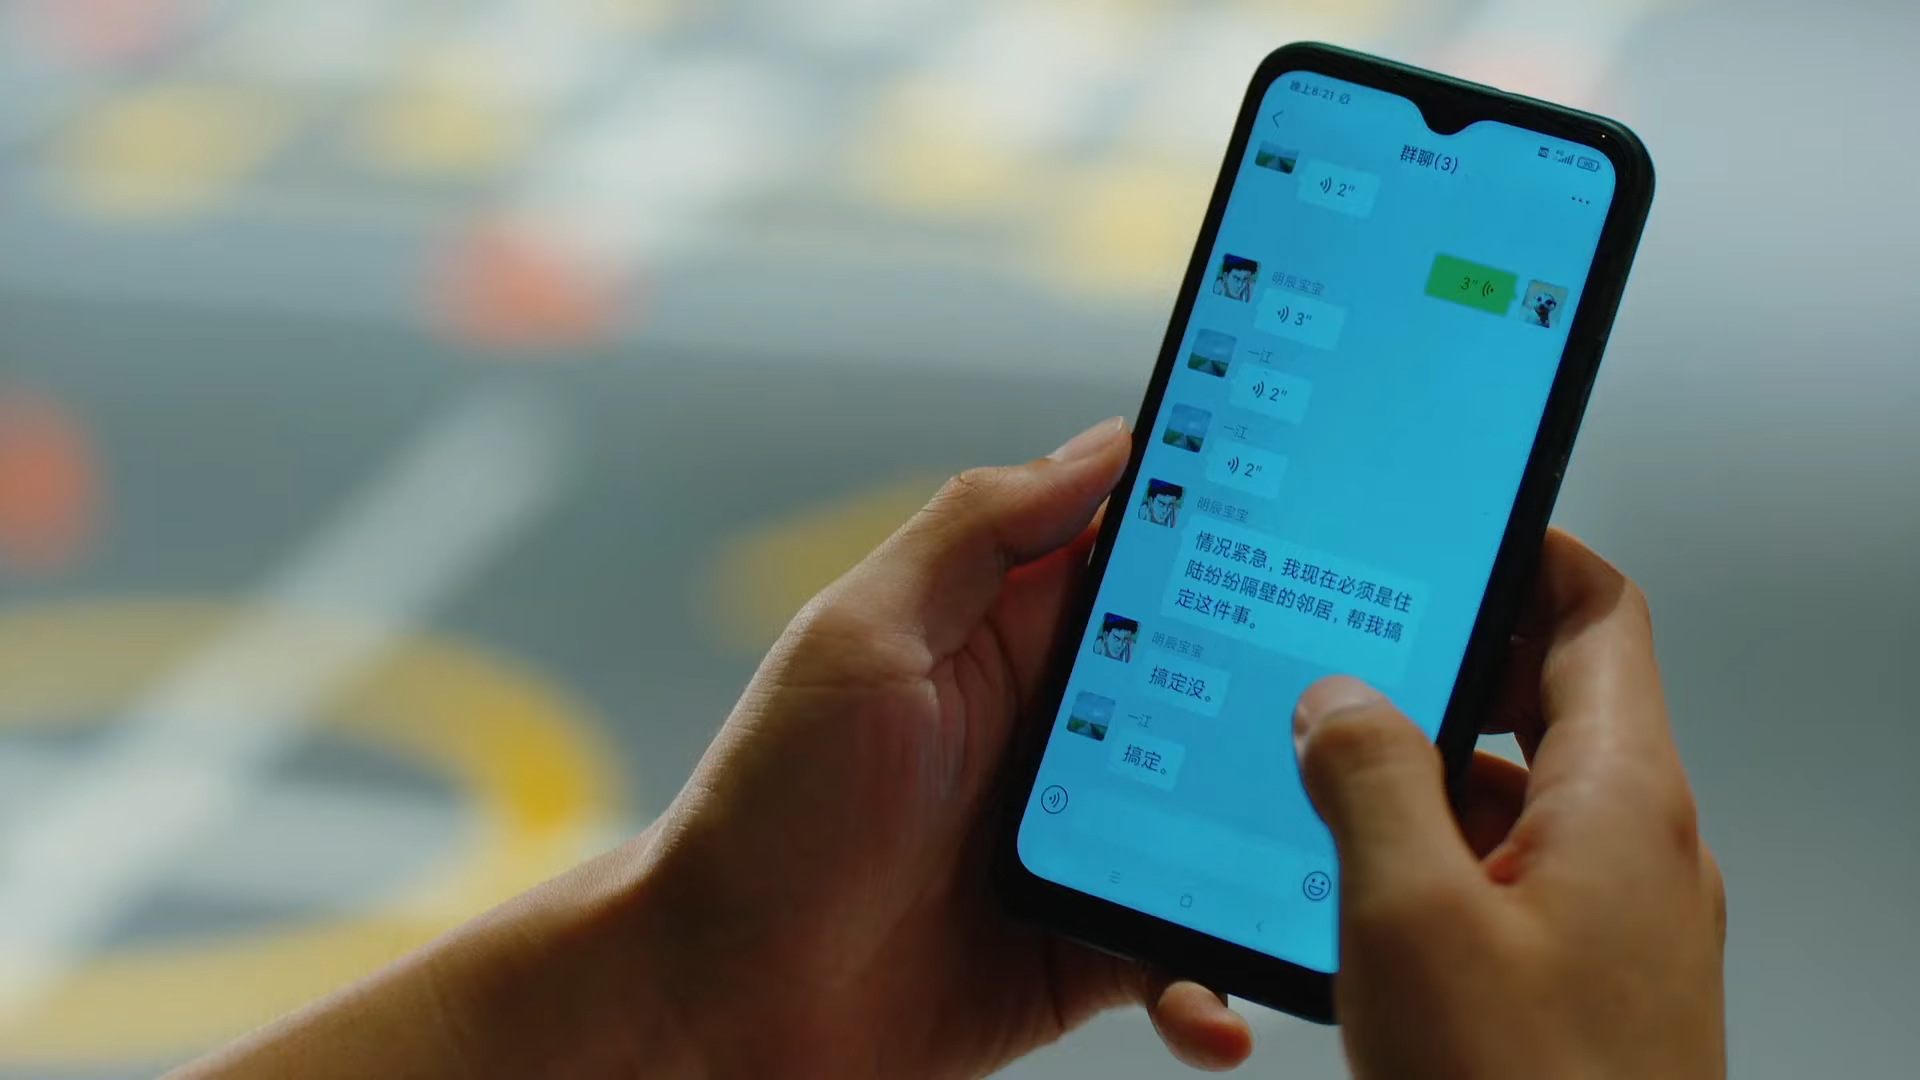 晚上8:21
群聊(3)
2"
3"
明辰宝宝
3"
一江
2"
一江
2"
明辰宝宝
情况紧急，我现在必须是住
陆纷纷隔壁的邻居，帮我搞
定这件事。
明辰宝宝
搞定没。
一江
搞定。